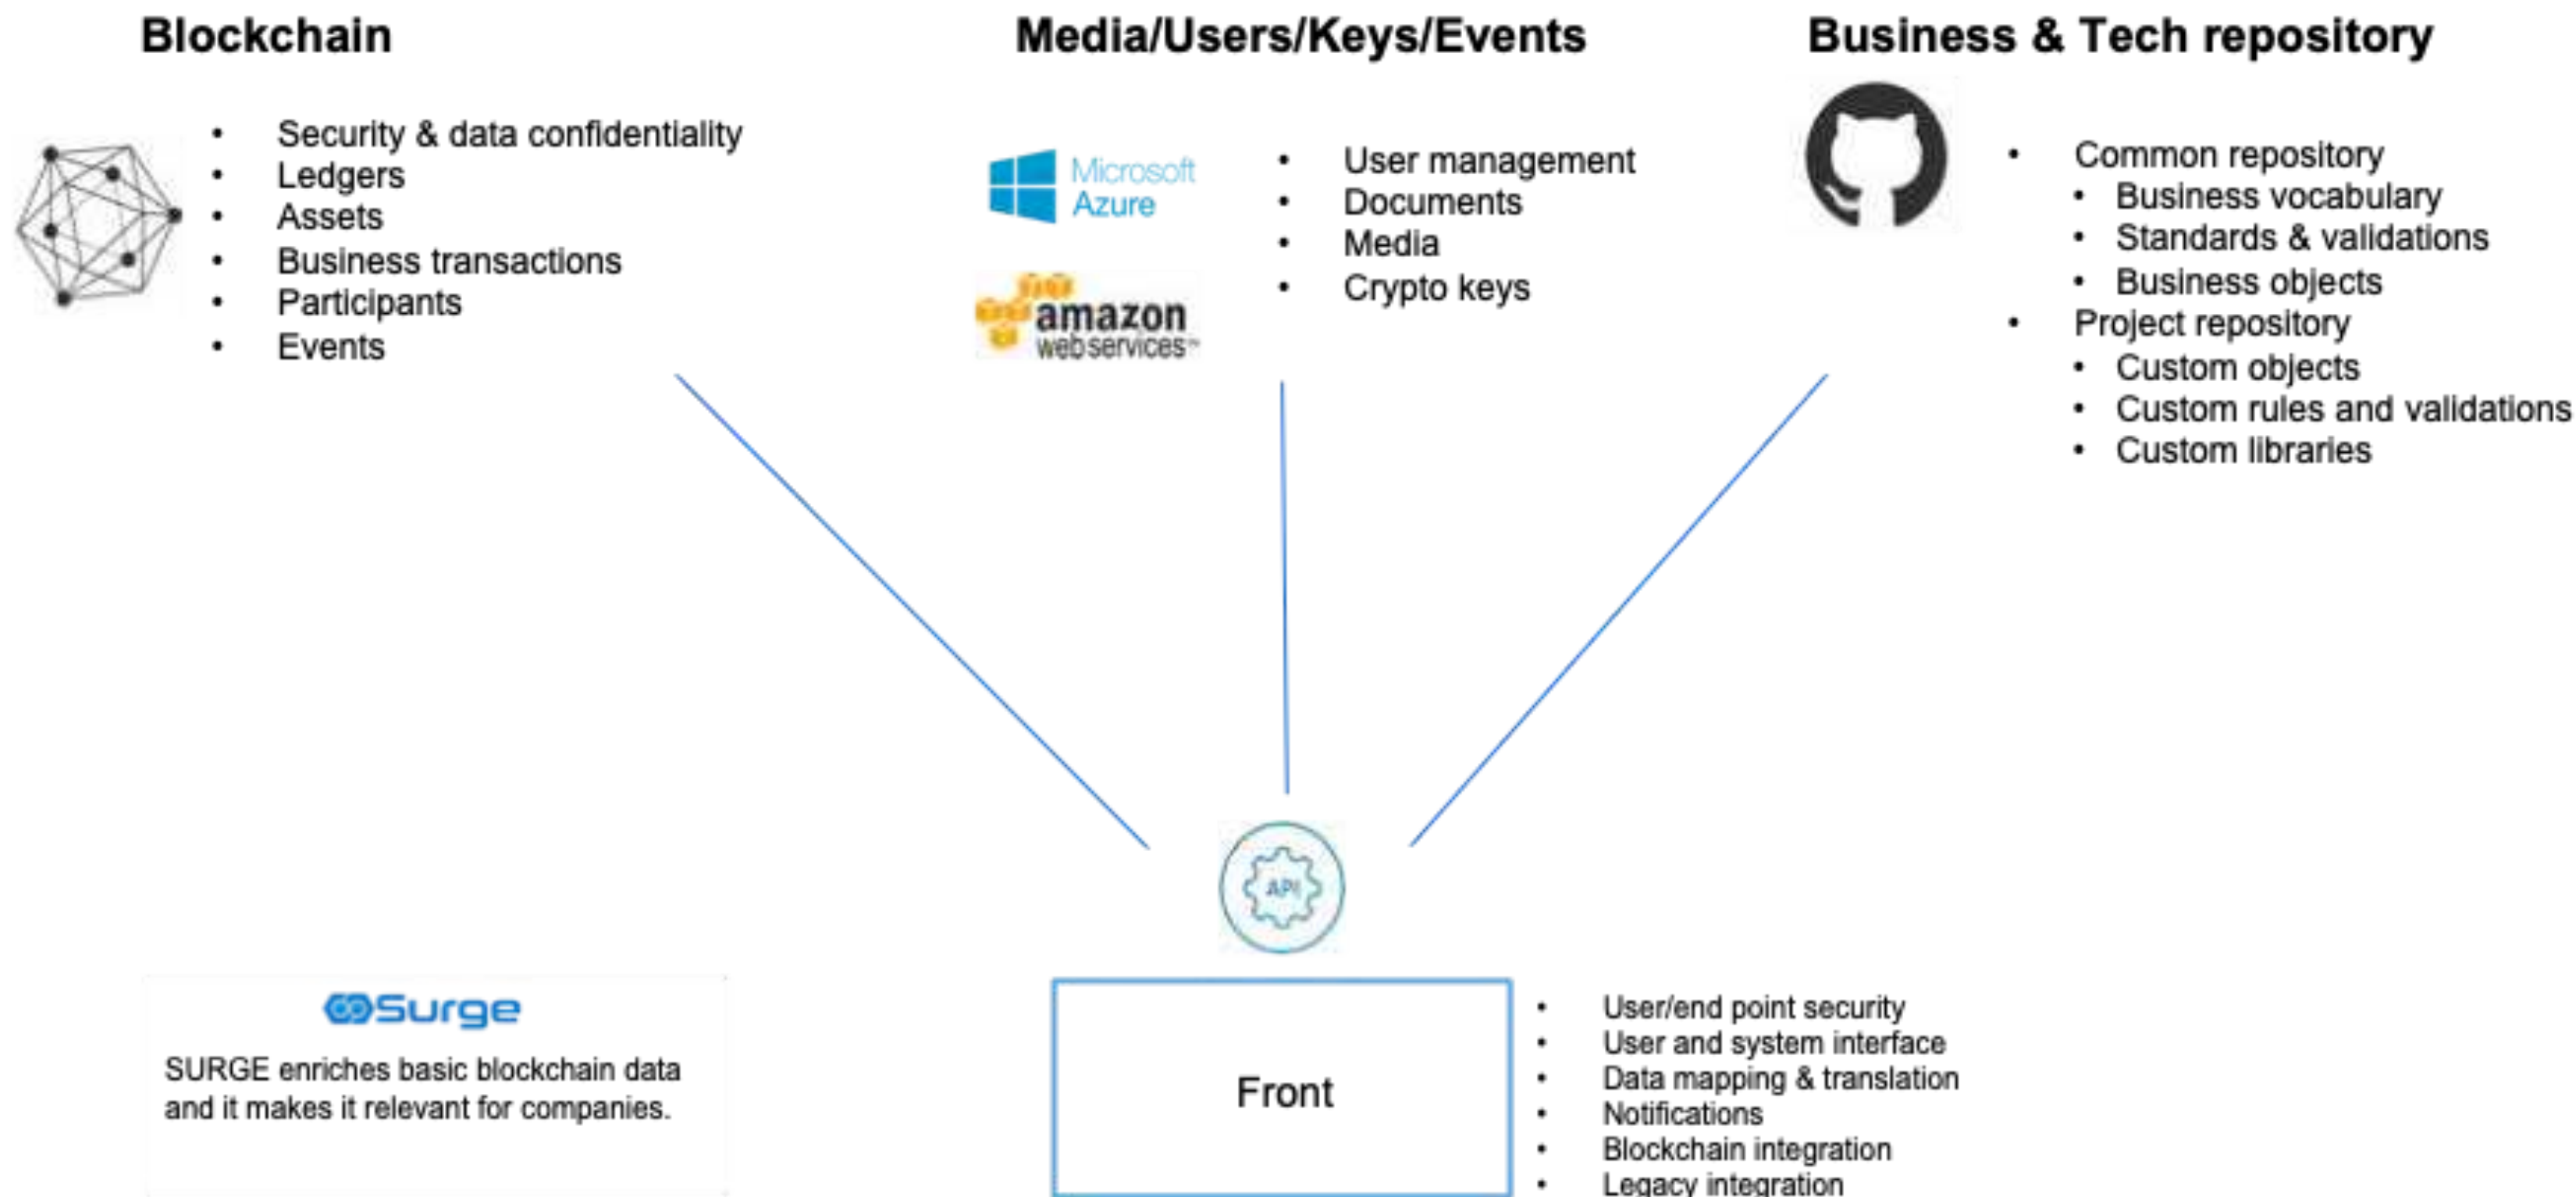 Blockchain
Security & data confidentiality
Ledgers
Assets
Business transactions
Participants
Events
Media/Users/Keys/Events
Microsoft
Azure
amazon
webservices™
User management
Documents
Media
Crypto keys
Business & Tech repository
Common repository
Business vocabulary
Standards & validations
Business objects
Project repository
Custom objects
Custom rules and validations
Custom libraries
API
Surge
SURGE enriches basic blockchain data
and it makes it relevant for companies.
Front
User/end point security
User and system interface
Data mapping & translation
Notifications
Blockchain integration
Legacy integration